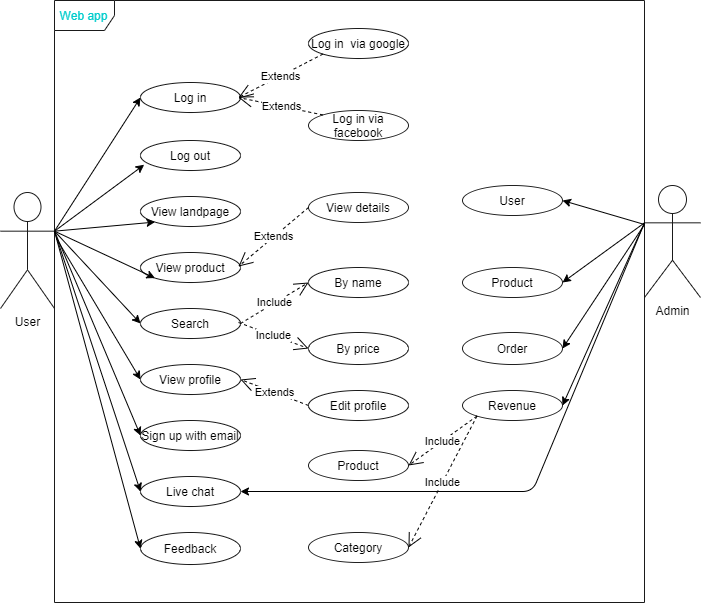 Web app
Log in via google
Extends
Log in
Extends
Log in via
facebook
Log out
View landpage
View details
User
Extends
View product
Product
By name
Include
Search
Include
By price
Order
View profile
Extends
Edit profile
Revenue
User
Admin
Sign up with email
Include
Product
Include
Live chat
Feedback
Category